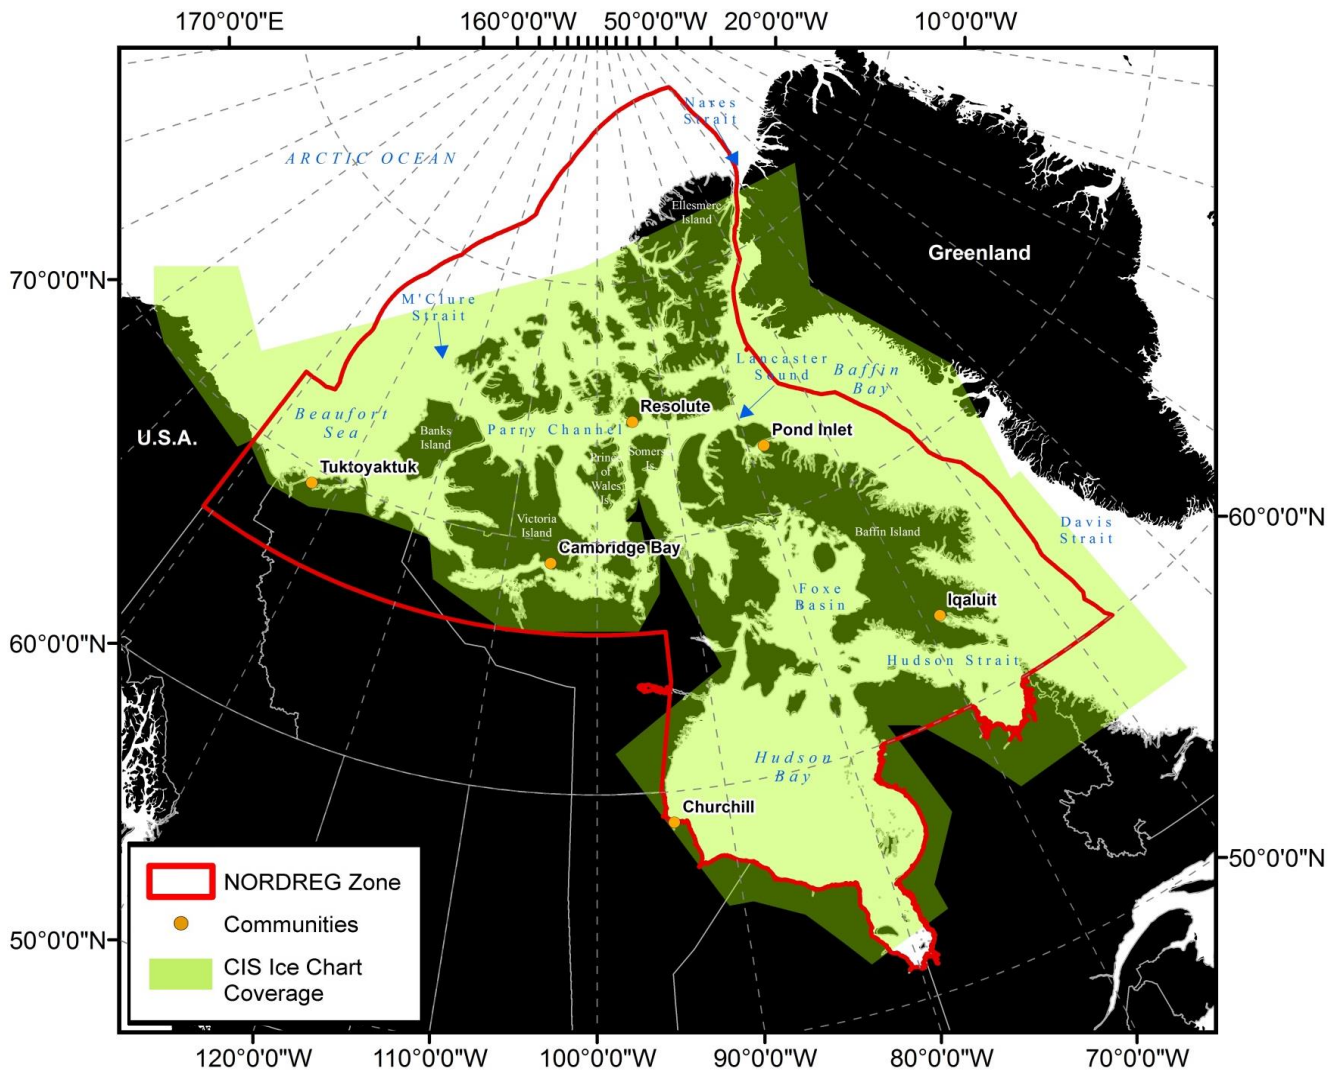 170°0'0"E
160°0'0"W
50°0'0"W
20°0'0"W
10°0'0"W
Nares
Strait
ARCTIC OCEAN
Ellesmere
Island
Greenland
70°0'0"N
M'Clure
Strait
Lancaster
Sound
Baffin
Bay
Beaufort
Sea
Resolute
Banks
Island
Parry Channel
Pond Inlet
U.S.A.
Somerset
Is.
Prince
of
Wales
Is.
Tuktoyaktuk
Victoria
Island
Davis
Strait
60°0'0"N
Baffin Island
Cambridge Bay
Foxe
Basin
Iqaluit
60°0'0"N
Hudson Strait
Hudson
Bay
Churchill
50°0'0"N
NORDREG Zone
Communities
CIS Ice Chart
Coverage
50°0'0"N
120°0'0"W
110°0'0"W
100°0'0"W
90°0'0"W
80°0'0"W
70°0'0"W